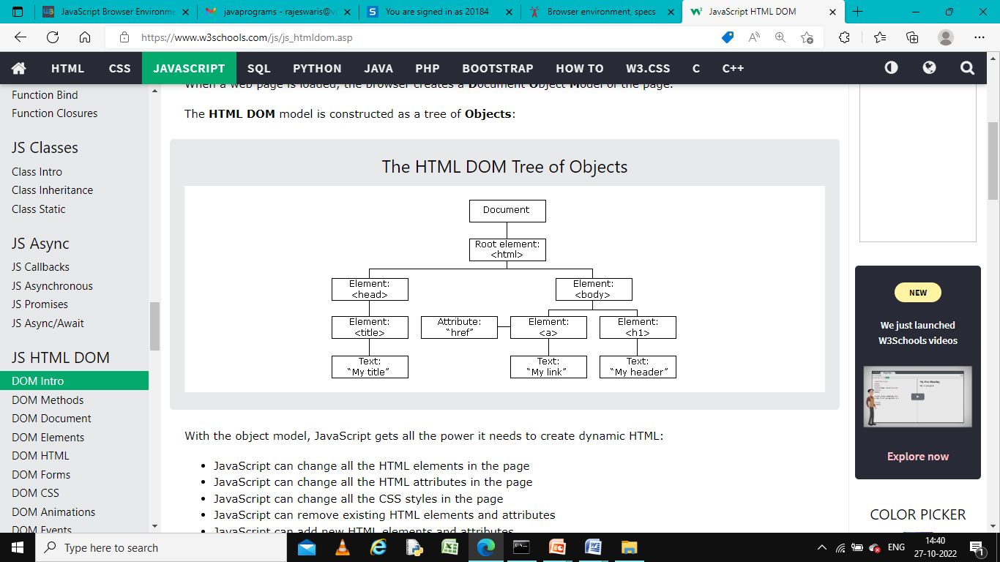 JavaScript Browser Environme
javaprograms - rajeswaris@v
You are signed in as 20184
Browser environment, specs
JavaScript HTML DOM
https://www.w3schools.com/js/js_htmldom.asp
HTML
CSS
JAVASCRIPT
SQL
PYTHON
JAVA
PHP
BOOTSTRAP
HOW TO
W3.CSS
C
C++
Function Bind
Function Closures
JS Classes
Class Intro
Class Inheritance
Class Static
JS Async
JS Callbacks
JS Asynchronous
JS Promises
JS Async/Await
JS HTML DOM
DOM Intro
DOM Methods
DOM Document
DOM Elements
DOM HTML
DOM Forms
DOM CSS
DOM Animations
DOM Events
When a web page is loaded, the browser creates a Document Object Model of the page.
The HTML DOM model is constructed as a tree of Objects:
The HTML DOM Tree of Objects
Document
Root element:
<html>
Element:
<head>
Element:
<body>
Element:
<title>
Attribute:
"href"
Element:
<a>
Element:
<h1>
Text:
"My title"
Text:
"My link"
Text:
"My header"
With the object model, JavaScript gets all the power it needs to create dynamic HTML:
• JavaScript can change all the HTML elements in the page
• JavaScript can change all the HTML attributes in the page
• JavaScript can change all the CSS styles in the page
• JavaScript can remove existing HTML elements and attributes
• JavaScript can add new HTML elements and attributes
NEW
We just launched
W3Schools videos
Explore now
COLOR PICKER
Type here to search
ENG
14:40
27-10-2022
1